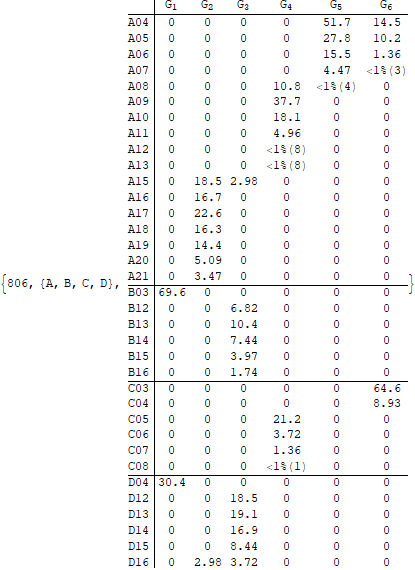 G1 G2 G3 G4 G5 G6
A04 0 0 0 0 51.7 14.5
A05 0 0 0 0 27.8 10.2
A06 0 0 0 0 15.5 1.36
A07 0 0 0 0 4.47 <1%(3)
A08 0 0 0 10.8 <1%(4) 0
A09 0 0 0 37.7 0 0
A10 0 0 0 18.1 0 0
A11 0 0 0 4.96 0 0
A12 0 0 0 <1%(8) 0 0
A13 0 0 0 <1%(8) 0 0
A15 0 18.5 2.98 0 0 0
A16 0 16.7 0 0 0 0
A17 0 22.6 0 0 0 0
A18 0 16.3 0 0 0 0
A19 0 14.4 0 0 0 0
A20 0 5.09 0 0 0 0
A21 0 3.47 0 0 0 0
{806, {A, B, C, D}, }
B03 69.6 0 0 0 0 0
B12 0 0 6.82 0 0 0
B13 0 0 10.4 0 0 0
B14 0 0 7.44 0 0 0
B15 0 0 3.97 0 0 0
B16 0 0 1.74 0 0 0
C03 0 0 0 0 0 64.6
C04 0 0 0 0 0 8.93
C05 0 0 0 21.2 0 0
C06 0 0 0 3.72 0 0
C07 0 0 0 1.36 0 0
C08 0 0 0 <1%(1) 0 0
D04 30.4 0 0 0 0 0
D12 0 0 18.5 0 0 0
D13 0 0 19.1 0 0 0
D14 0 0 16.9 0 0 0
D15 0 0 8.44 0 0 0
D16 0 2.98 3.72 0 0 0